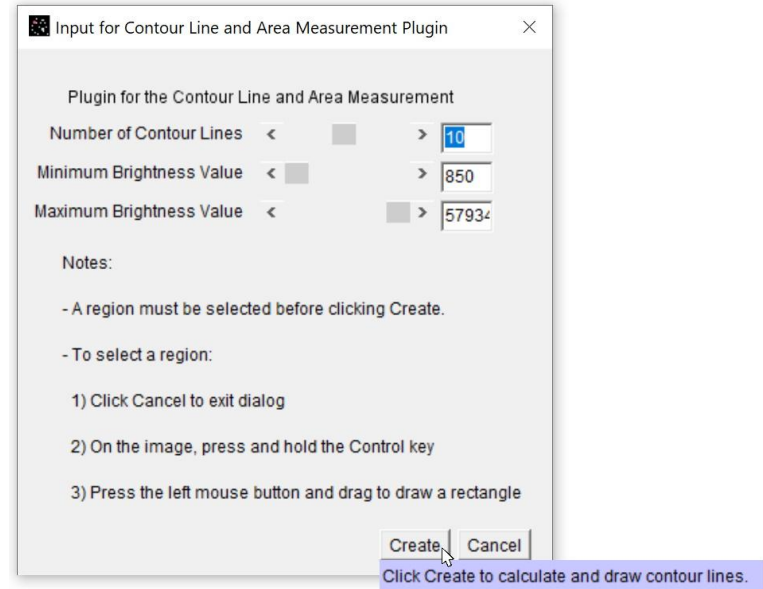 Input for Contour Line and Area Measurement Plugin
Plugin for the Contour Line and Area Measurement
Number of Contour Lines < > 10
Minimum Brightness Value < > 850
Maximum Brightness Value < > 57934
Notes:
- A region must be selected before clicking Create.
- To select a region:
1) Click Cancel to exit dialog
2) On the image, press and hold the Control key
3) Press the left mouse button and drag to draw a rectangle
Create Cancel
Click Create to calculate and draw contour lines.